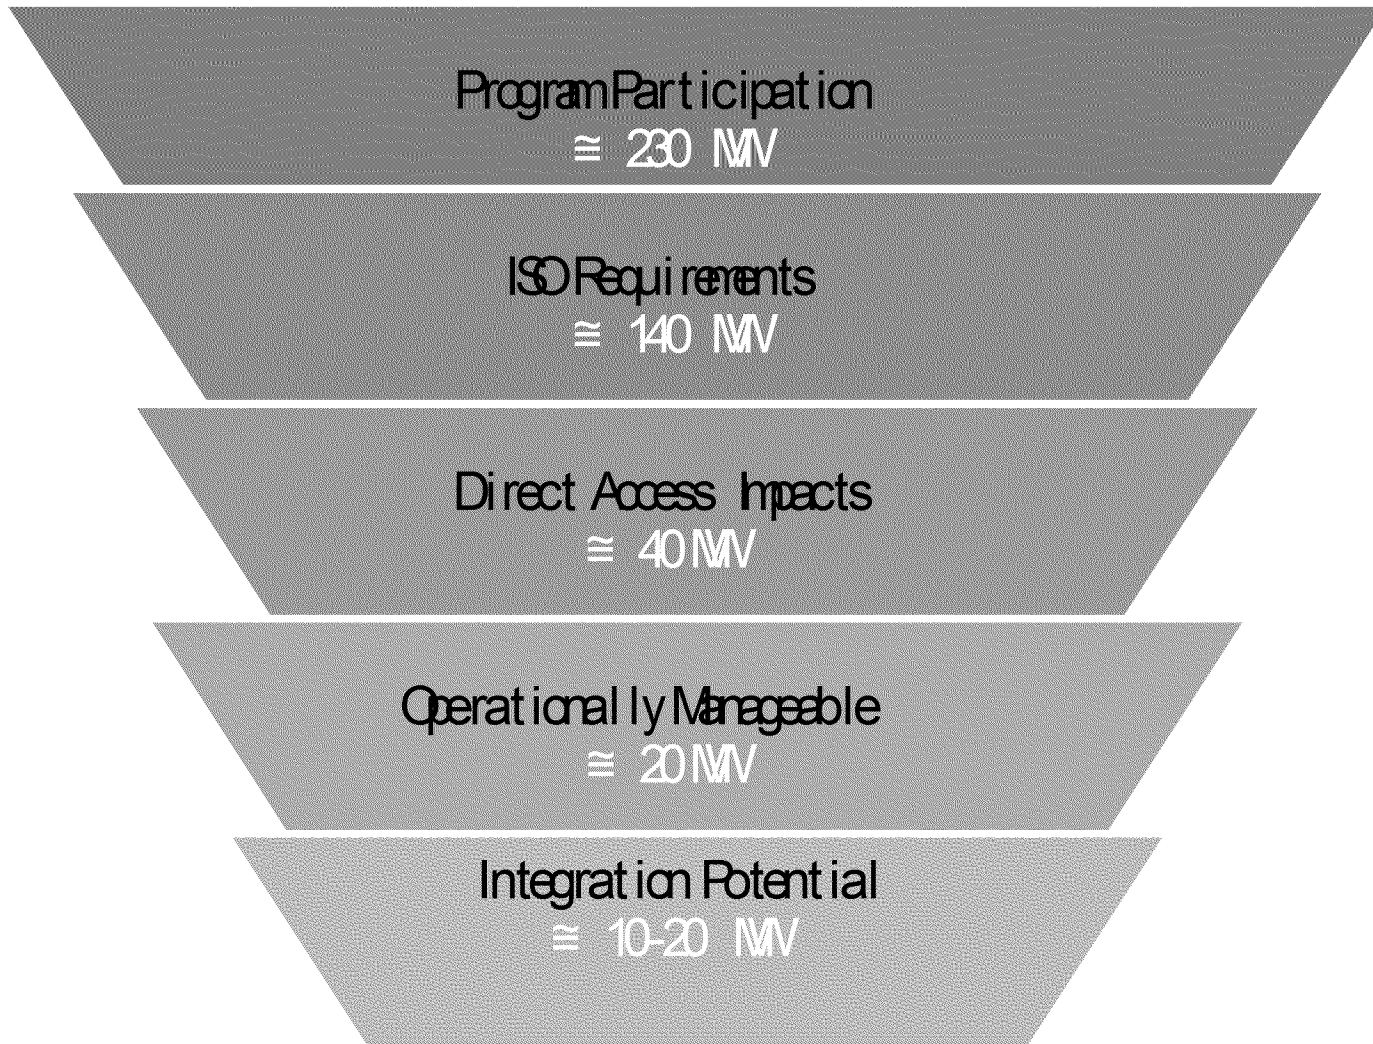 Program Participation
≅ 230 MW
ISO Requirements
≅ 140 MW
Direct Access Impacts
≅ 40 MW
Operationally Manageable
≅ 20 MW
Integration Potential
≅ 10-20 MW